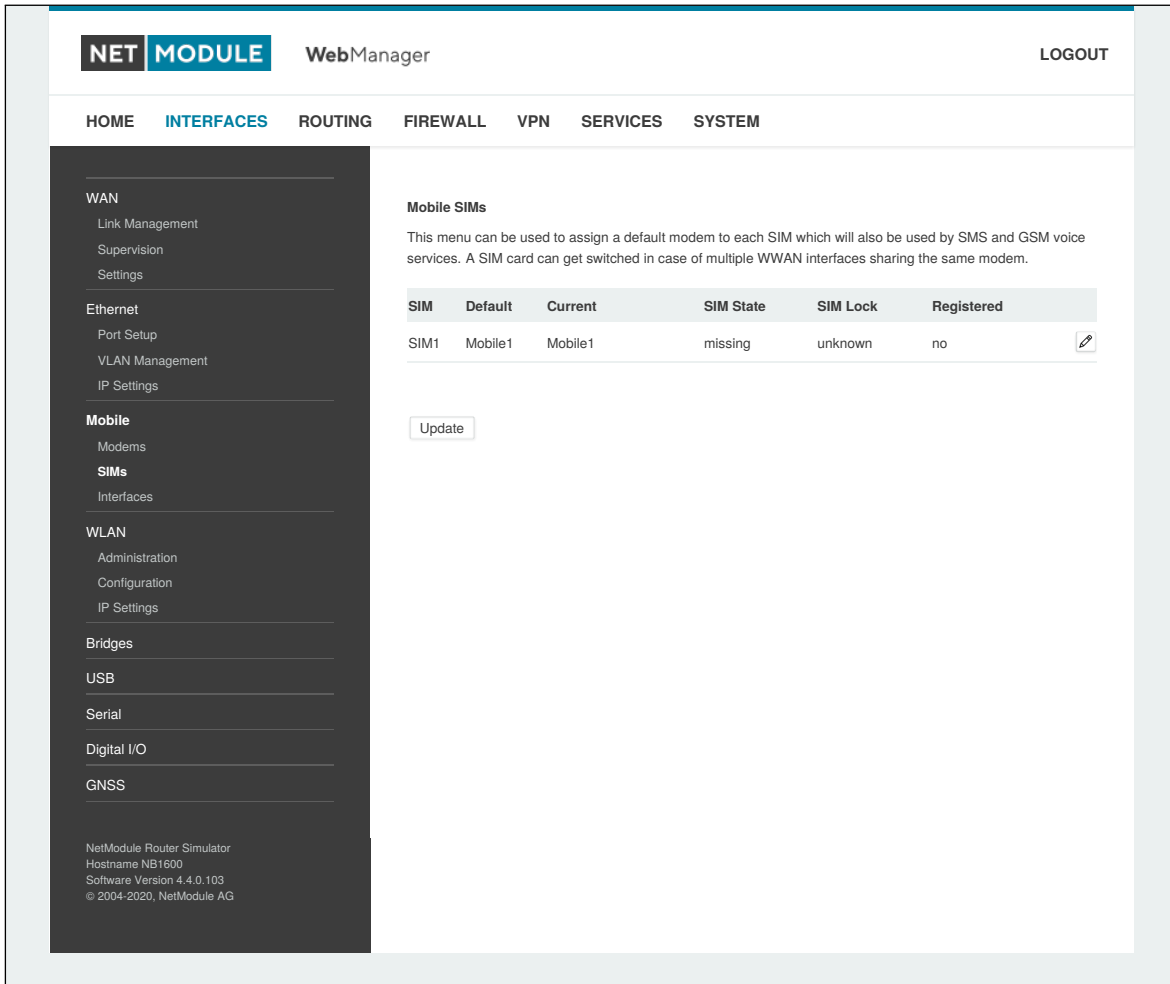 NET MODULE WebManager LOGOUT
HOME INTERFACES ROUTING FIREWALL VPN SERVICES SYSTEM
WAN
Link Management
Supervision
Settings
Ethernet
Port Setup
VLAN Management
IP Settings
Mobile
Modems
SIMs
Interfaces
WLAN
Administration
Configuration
IP Settings
Bridges
USB
Serial
Digital I/O
GNSS
NetModule Router Simulator
Hostname NB1600
Software Version 4.4.0.103
© 2004-2020, NetModule AG
Mobile SIMs
This menu can be used to assign a default modem to each SIM which will also be used by SMS and GSM voice
services. A SIM card can get switched in case of multiple WWAN interfaces sharing the same modem.
SIM Default Current SIM State SIM Lock Registered
SIM1 Mobile1 Mobile1 missing unknown no
Update